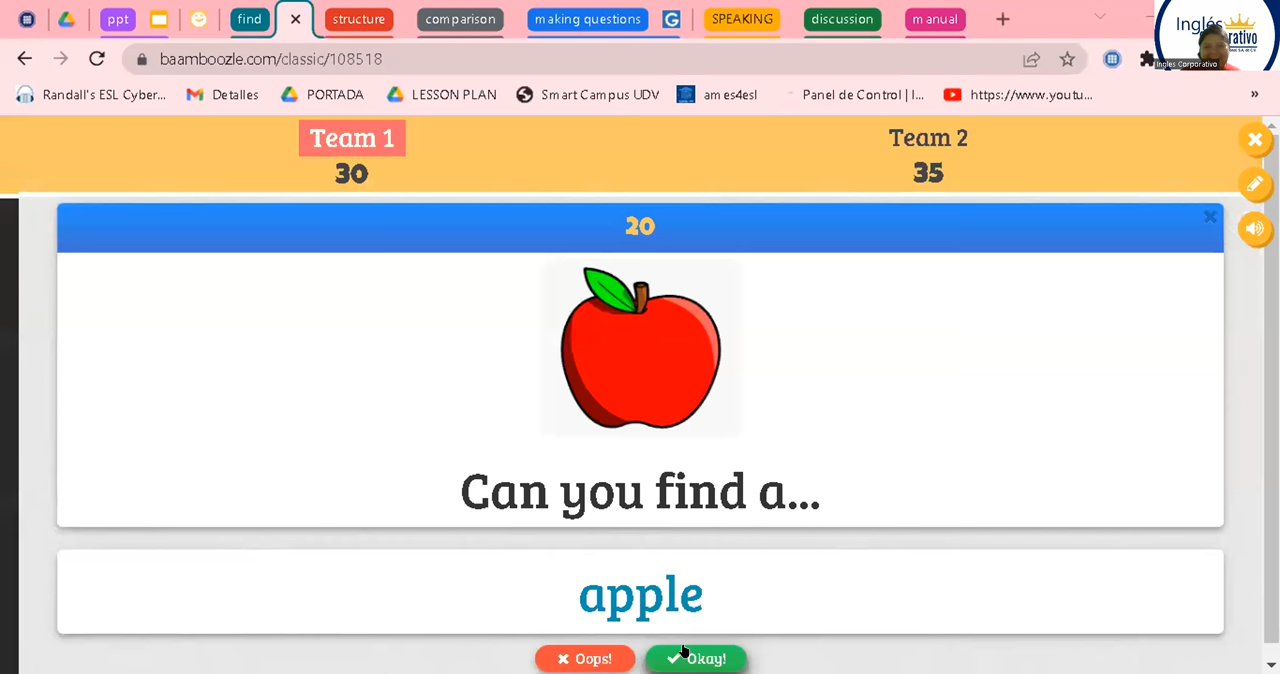 ppt find structure comparison making questions SPEAKING discussion manual
baamboozle.com/classic/108518
Randall's ESL Cyber... Detalles PORTADA LESSON PLAN Smart Campus UDV ames4esl Panel de Control | I... https://www.youtu... »
Inglés
rativo
Ingles Corporativo
Team 1 Team 2
30 35
20
Can you find a...
apple
Oops! Okay!